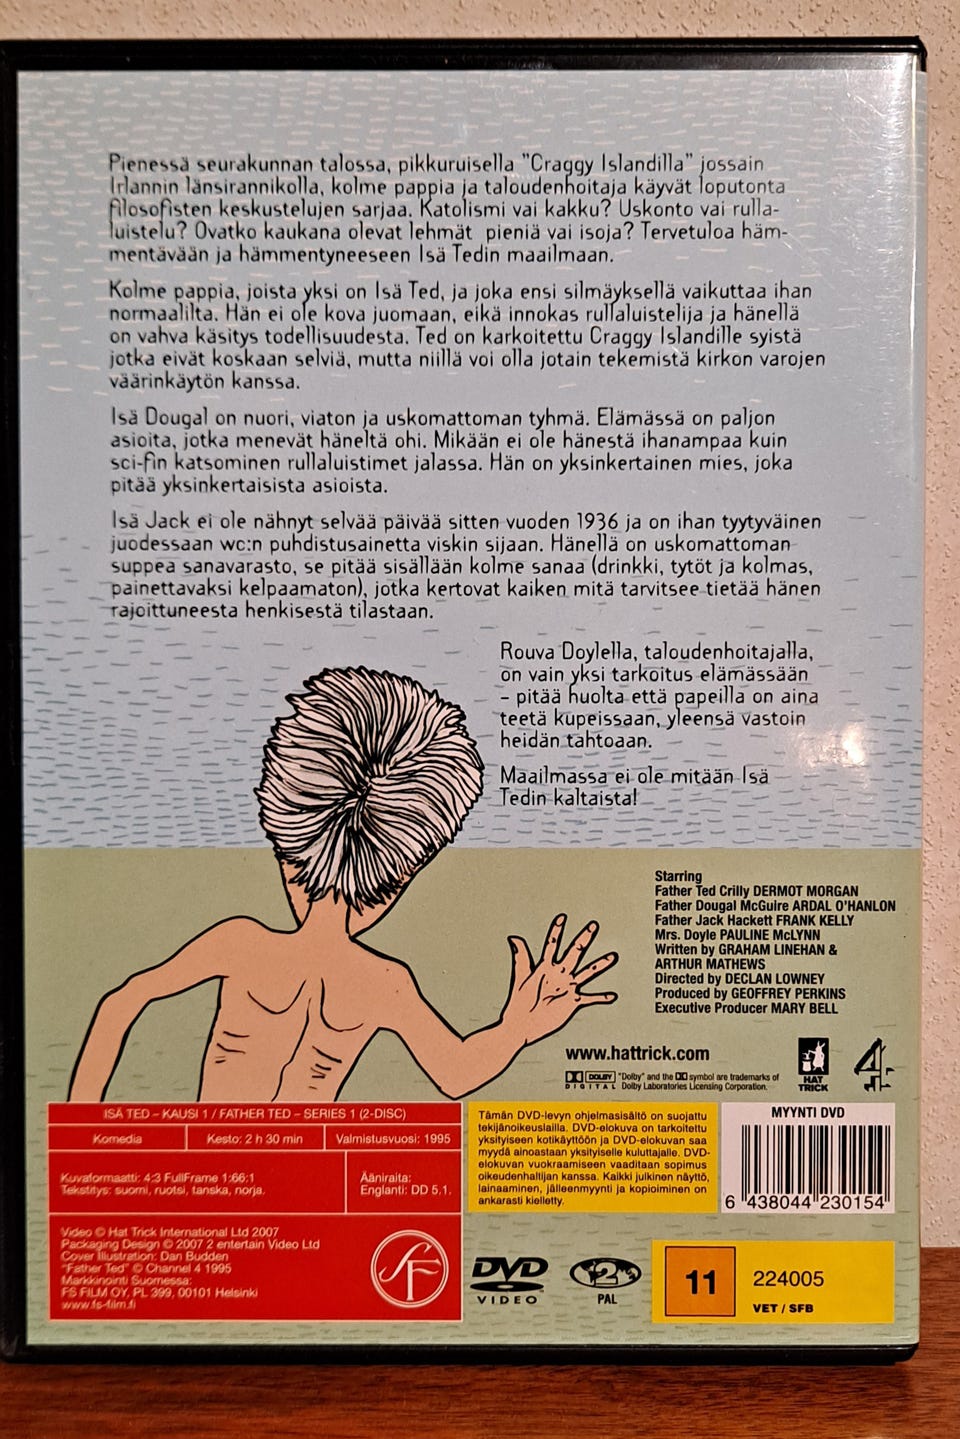 Pienessä seurakunnan talossa, pikkuruisella "Craggy Islandilla" jossain
Irlannin länsirannikolla, kolme pappia ja taloudenhoitaja käyvät loputonta
filosofisten keskustelujen sarjaa. Katolismi vai kakku? Uskonto vai rulla-
luistelu? Ovatko kaukana olevat lehmät pieniä vai isoja? Tervetuloa häm-
mentävään ja hämmentyneeseen Isä Tedin maailmaan.
Kolme pappia, joista yksi on Isä Ted, ja joka ensi silmäyksellä vaikuttaa ihan
normaalilta. Hän ei ole kova juomaan, eikä innokas rullaluistelija ja hänellä
on vahva käsitys todellisuudesta. Ted on karkoitettu Craggy Islandille syistä
jotka eivät koskaan selviä, mutta niillä voi olla jotain tekemistä kirkon varojen
väärinkäytön kanssa.
Isä Dougal on nuori, viaton ja uskomattoman tyhmä. Elämässä on paljon
asioita, jotka menevät häneltä ohi. Mikään ei ole hänestä ihanampaa kuin
sci-fin katsominen rullaluistimet jalassa. Hän on yksinkertainen mies, joka
pitää yksinkertaisista asioista.
Isä Jack ei ole nähnyt selvää päivää sitten vuoden 1936 ja on ihan tyytyväinen
juodessaan wc:n puhdistusainetta viskin sijaan. Hänellä on uskomattoman
suppea sanavarasto, se pitää sisällään kolme sanaa (drinkki, tytöt ja kolmas,
painettavaksi kelpaamaton), jotka kertovat kaiken mitä tarvitsee tietää hänen
rajoittuneesta henkisestä tilastaan.
Rouva Doylella, taloudenhoitajalla,
on vain yksi tarkoitus elämässään
– pitää huolta että papeilla on aina
teetä kupeissaan, yleensä vastoin
heidän tahtoaan.
Maailmassa ei ole mitään Isä
Tedin kaltaista!
Starring
Father Ted Crilly DERMOT MORGAN
Father Dougal McGuire ARDAL O'HANLON
Father Jack Hackett FRANK KELLY
Mrs. Doyle PAULINE McLYNN
Written by GRAHAM LINEHAN &
ARTHUR MATHEWS
Directed by DECLAN LOWNEY
Produced by GEOFFREY PERKINS
Executive Producer MARY BELL
www.hattrick.com
DOLBY DIGITAL "Dolby" and the symbol are trademarks of
Dolby Laboratories Licensing Corporation.
HAT
TRICK
4
ISÄ TED – KAUSI 1 / FATHER TED – SERIES 1 (2-DISC)
Komedia Kesto: 2 h 30 min Valmistusvuosi: 1995
Kuvaformaatti: 4:3 FullFrame 1:66:1
Tekstitys: suomi, ruotsi, tanska, norja.
Ääniraita:
Englanti: DD 5.1.
Video © Hat Trick International Ltd 2007
Packaging Design © 2007 2 entertain Video Ltd
Cover Illustration: Dan Budden
"Father Ted" © Channel 4 1995
Markkinointi Suomessa:
FS FILM OY, PL 399, 00101 Helsinki
www.fs-film.fi
SF
Tämän DVD-levyn ohjelmasisältö on suojattu
tekijänoikeuslailla. DVD-elokuva on tarkoitettu
yksityiseen kotikäyttöön ja DVD-elokuvan saa
myydä ainoastaan yksityiselle kuluttajalle. DVD-
elokuvan vuokraamiseen vaaditaan sopimus
oikeudenhaltijan kanssa. Kaikki julkinen näyttö,
lainaaminen, jälleenmyynti ja kopioiminen on
ankarasti kielletty.
MYYNTI DVD
6 438044 230154
DVD
VIDEO
2
PAL
11
224005
VET / SFB